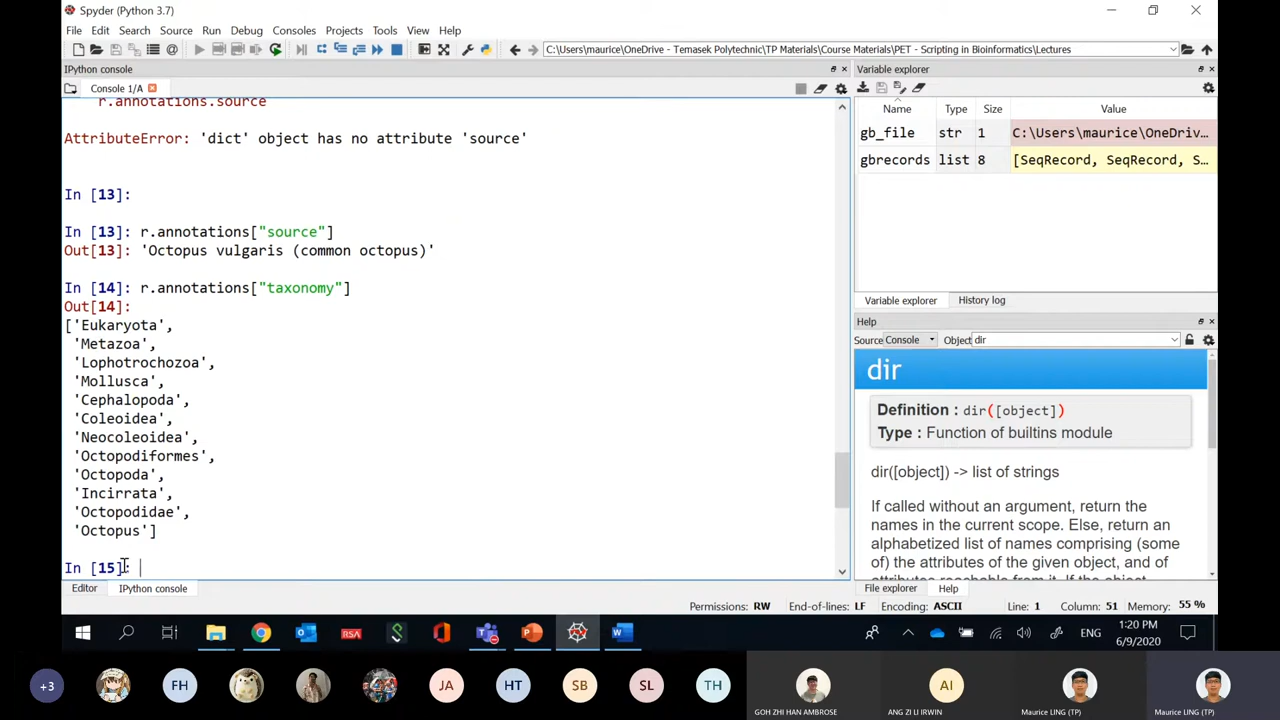 Spyder (Python 3.7)
File Edit Search Source Run Debug Consoles Projects Tools View Help
C:\Users\maurice\OneDrive - Temasek Polytechnic\TP Materials\Course Materials\PET - Scripting in Bioinformatics\Lectures
IPython console
Console 1/A
r.annotations.source
AttributeError: 'dict' object has no attribute 'source'
In [13]:
In [13]: r.annotations["source"]
Out[13]: 'Octopus vulgaris (common octopus)'
In [14]: r.annotations["taxonomy"]
Out[14]:
['Eukaryota',
'Metazoa',
'Lophotrochozoa',
'Mollusca',
'Cephalopoda',
'Coleoidea',
'Neocoleoidea',
'Octopodiformes',
'Octopoda',
'Incirrata',
'Octopodidae',
'Octopus']
In [15]:
Editor IPython console
Variable explorer
Name Type Size Value
gb_file str 1 C:\Users\maurice\OneDriv...
gbrecords list 8 [SeqRecord, SeqRecord, S...
Variable explorer History log
Help
Source Console Object dir
dir
Definition : dir([object])
Type : Function of builtins module
dir([object]) -> list of strings
If called without an argument, return the
names in the current scope. Else, return an
alphabetized list of names comprising (some
of) the attributes of the given object, and of
attributes reachable from it. If the object
File explorer Help
Permissions: RW End-of-lines: LF Encoding: ASCII Line: 1 Column: 51 Memory: 55 %
RSA S W ENG 1:20 PM
6/9/2020
+3 FH JA HT SB SL TH AI
GOH ZHI HAN AMBROSE ANG ZI LI IRWIN Maurice LING (TP) Maurice LING (TP)